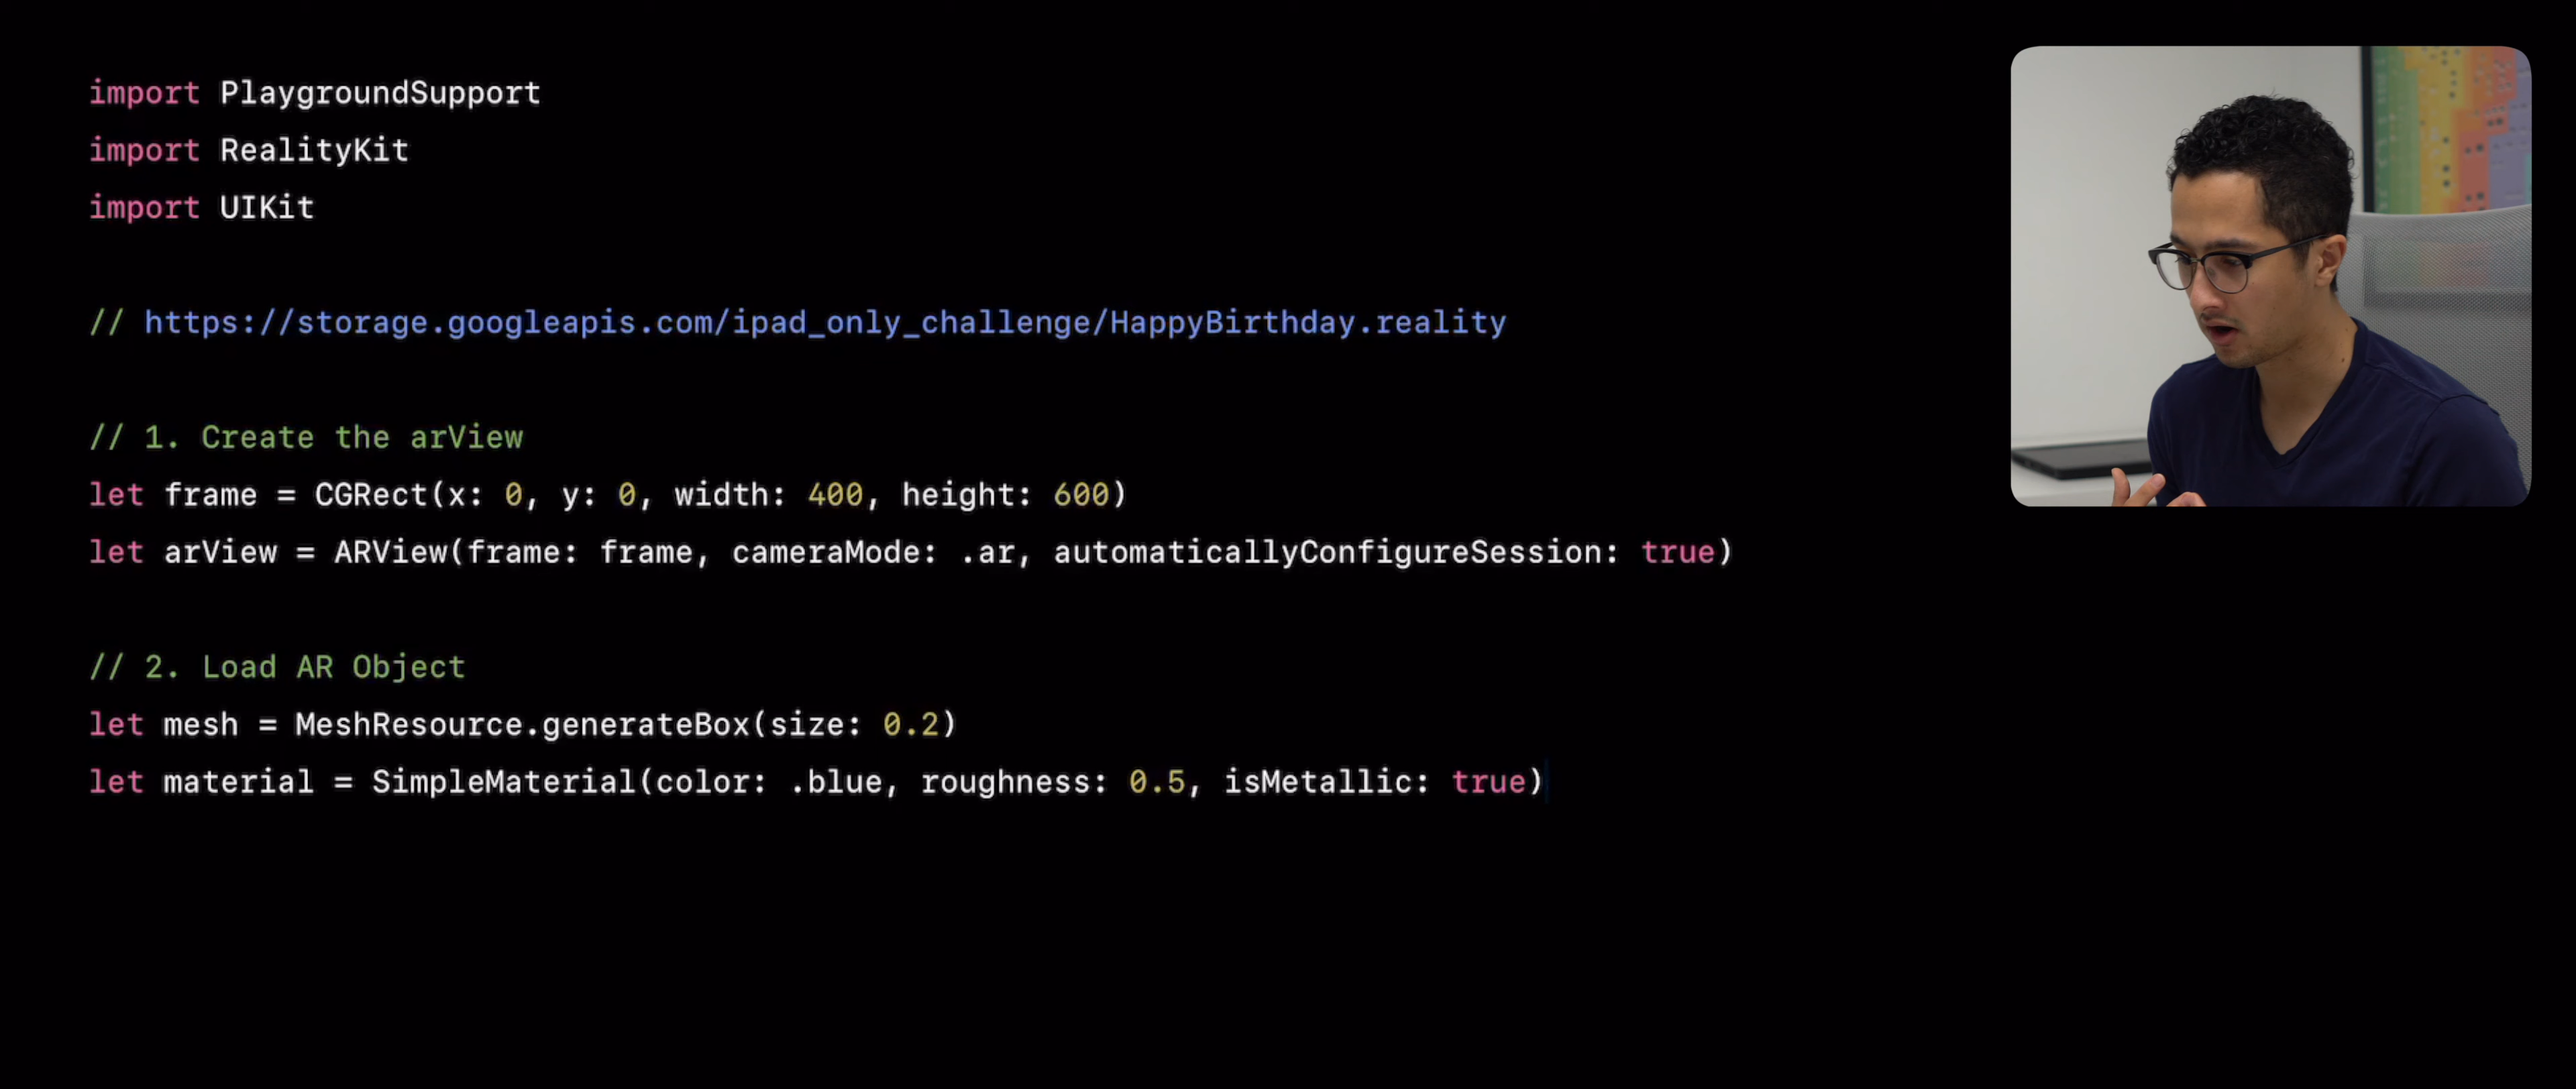 import PlaygroundSupport
import RealityKit
import UIKit
// https://storage.googleapis.com/ipad_only_challenge/HappyBirthday.reality
// 1. Create the arView
let frame = CGRect(x: 0, y: 0, width: 400, height: 600)
let arView = ARView(frame: frame, cameraMode: .ar, automaticallyConfigureSession: true)
// 2. Load AR Object
let mesh = MeshResource.generateBox(size: 0.2)
let material = SimpleMaterial(color: .blue, roughness: 0.5, isMetallic: true)